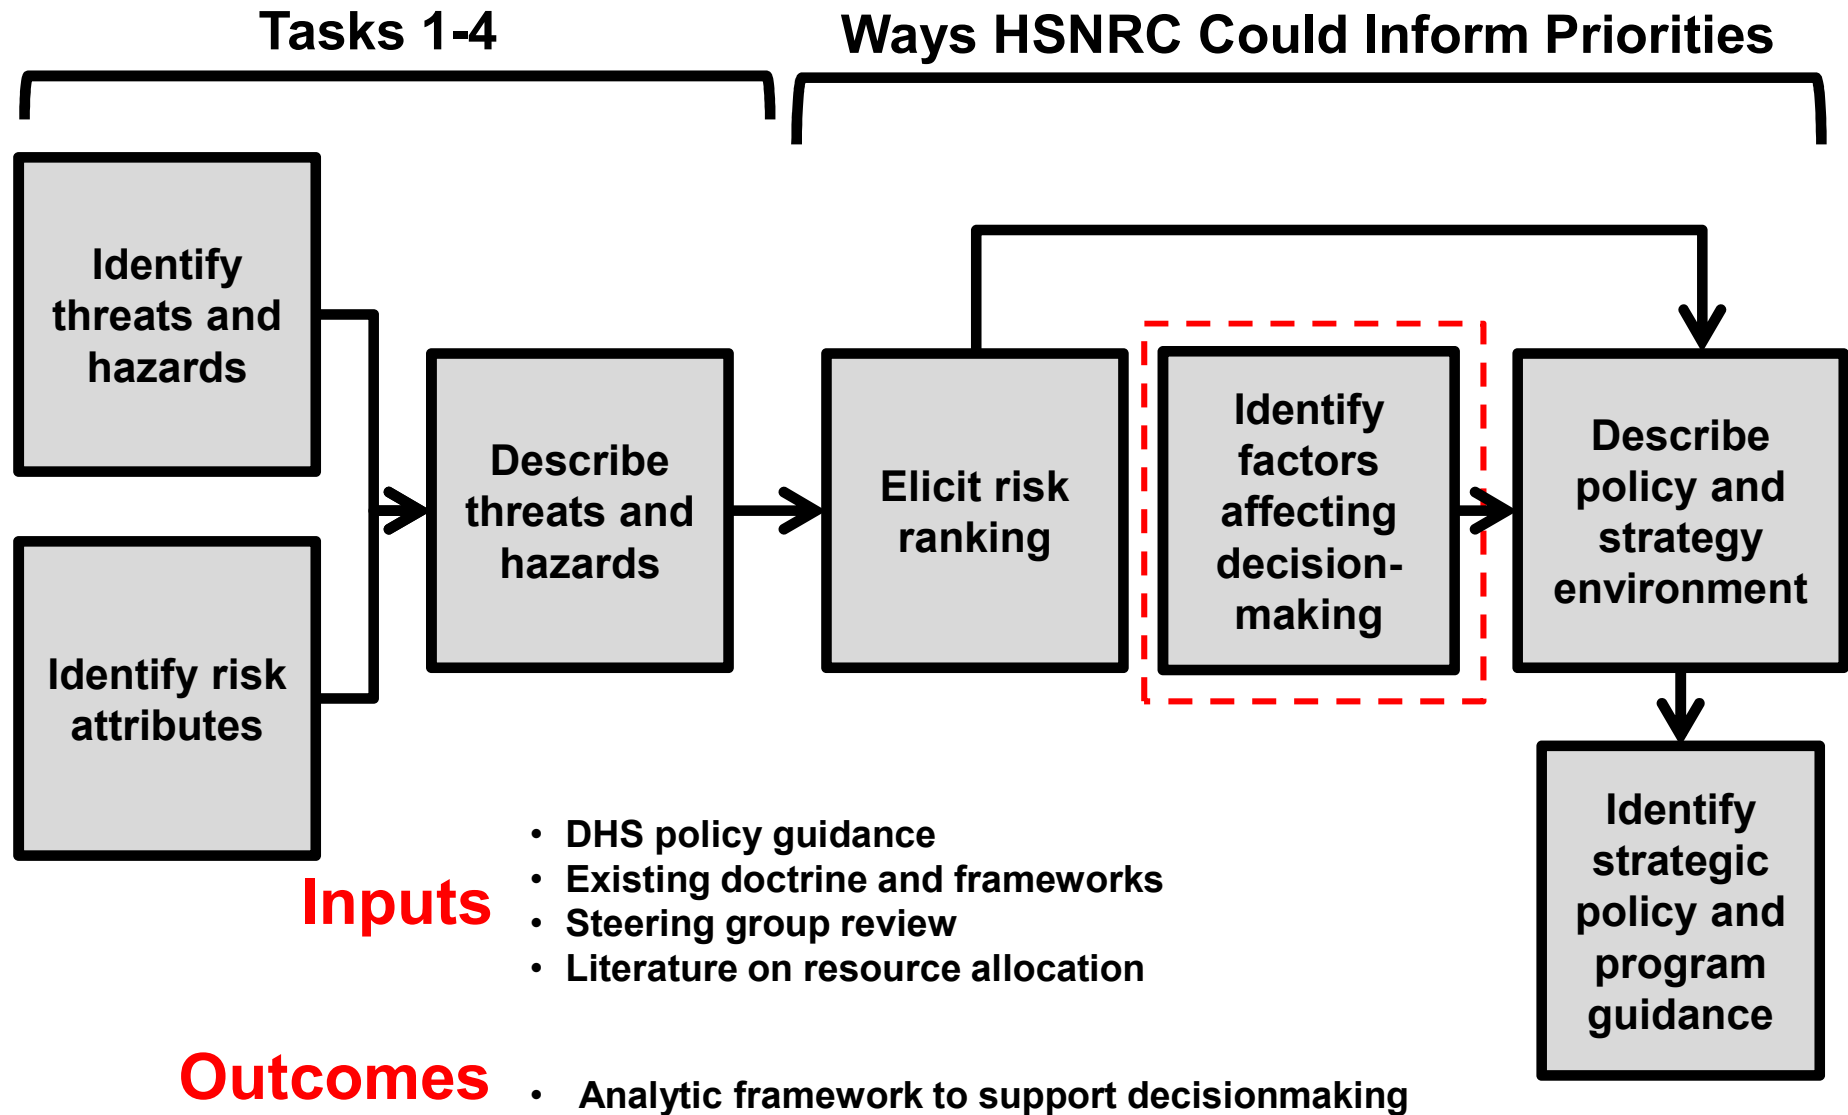 Tasks 1-4
Ways HSNRC Could Inform Priorities
Identify
threats and
hazards
Identify risk
attributes
Describe
threats and
hazards
Elicit risk
ranking
Identify
factors
affecting
decision-
making
Describe
policy and
strategy
environment
Identify
strategic
policy and
program
guidance
Inputs
• DHS policy guidance
• Existing doctrine and frameworks
• Steering group review
• Literature on resource allocation
Outcomes
• Analytic framework to support decisionmaking